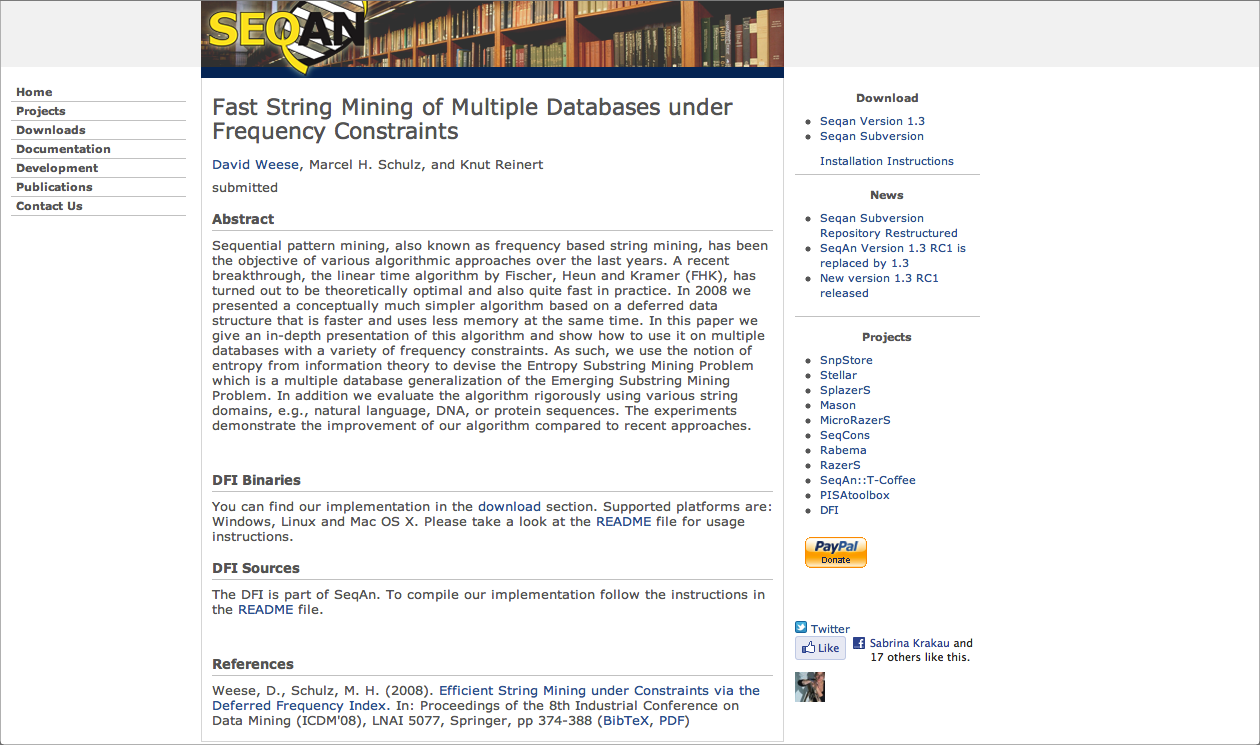 SEQAN
Home
Projects
Downloads
Documentation
Development
Publications
Contact Us
Fast String Mining of Multiple Databases under
Frequency Constraints
David Weese, Marcel H. Schulz, and Knut Reinert
submitted
Abstract
Sequential pattern mining, also known as frequency based string mining, has been
the objective of various algorithmic approaches over the last years. A recent
breakthrough, the linear time algorithm by Fischer, Heun and Kramer (FHK), has
turned out to be theoretically optimal and also quite fast in practice. In 2008 we
presented a conceptually much simpler algorithm based on a deferred data
structure that is faster and uses less memory at the same time. In this paper we
give an in-depth presentation of this algorithm and show how to use it on multiple
databases with a variety of frequency constraints. As such, we use the notion of
entropy from information theory to devise the Entropy Substring Mining Problem
which is a multiple database generalization of the Emerging Substring Mining
Problem. In addition we evaluate the algorithm rigorously using various string
domains, e.g., natural language, DNA, or protein sequences. The experiments
demonstrate the improvement of our algorithm compared to recent approaches.
DFI Binaries
You can find our implementation in the download section. Supported platforms are:
Windows, Linux and Mac OS X. Please take a look at the README file for usage
instructions.
DFI Sources
The DFI is part of SeqAn. To compile our implementation follow the instructions in
the README file.
References
Weese, D., Schulz, M. H. (2008). Efficient String Mining under Constraints via the
Deferred Frequency Index. In: Proceedings of the 8th Industrial Conference on
Data Mining (ICDM'08), LNAI 5077, Springer, pp 374-388 (BibTeX, PDF)
Download
Seqan Version 1.3
Seqan Subversion
Installation Instructions
News
Seqan Subversion
Repository Restructured
SeqAn Version 1.3 RC1 is
replaced by 1.3
New version 1.3 RC1
released
Projects
SnpStore
Stellar
SplazerS
Mason
MicroRazerS
SeqCons
Rabema
RazerS
SeqAn::T-Coffee
PISAtoolbox
DFI
PayPal
Donate
Twitter
Like
Sabrina Krakau and
17 others like this.